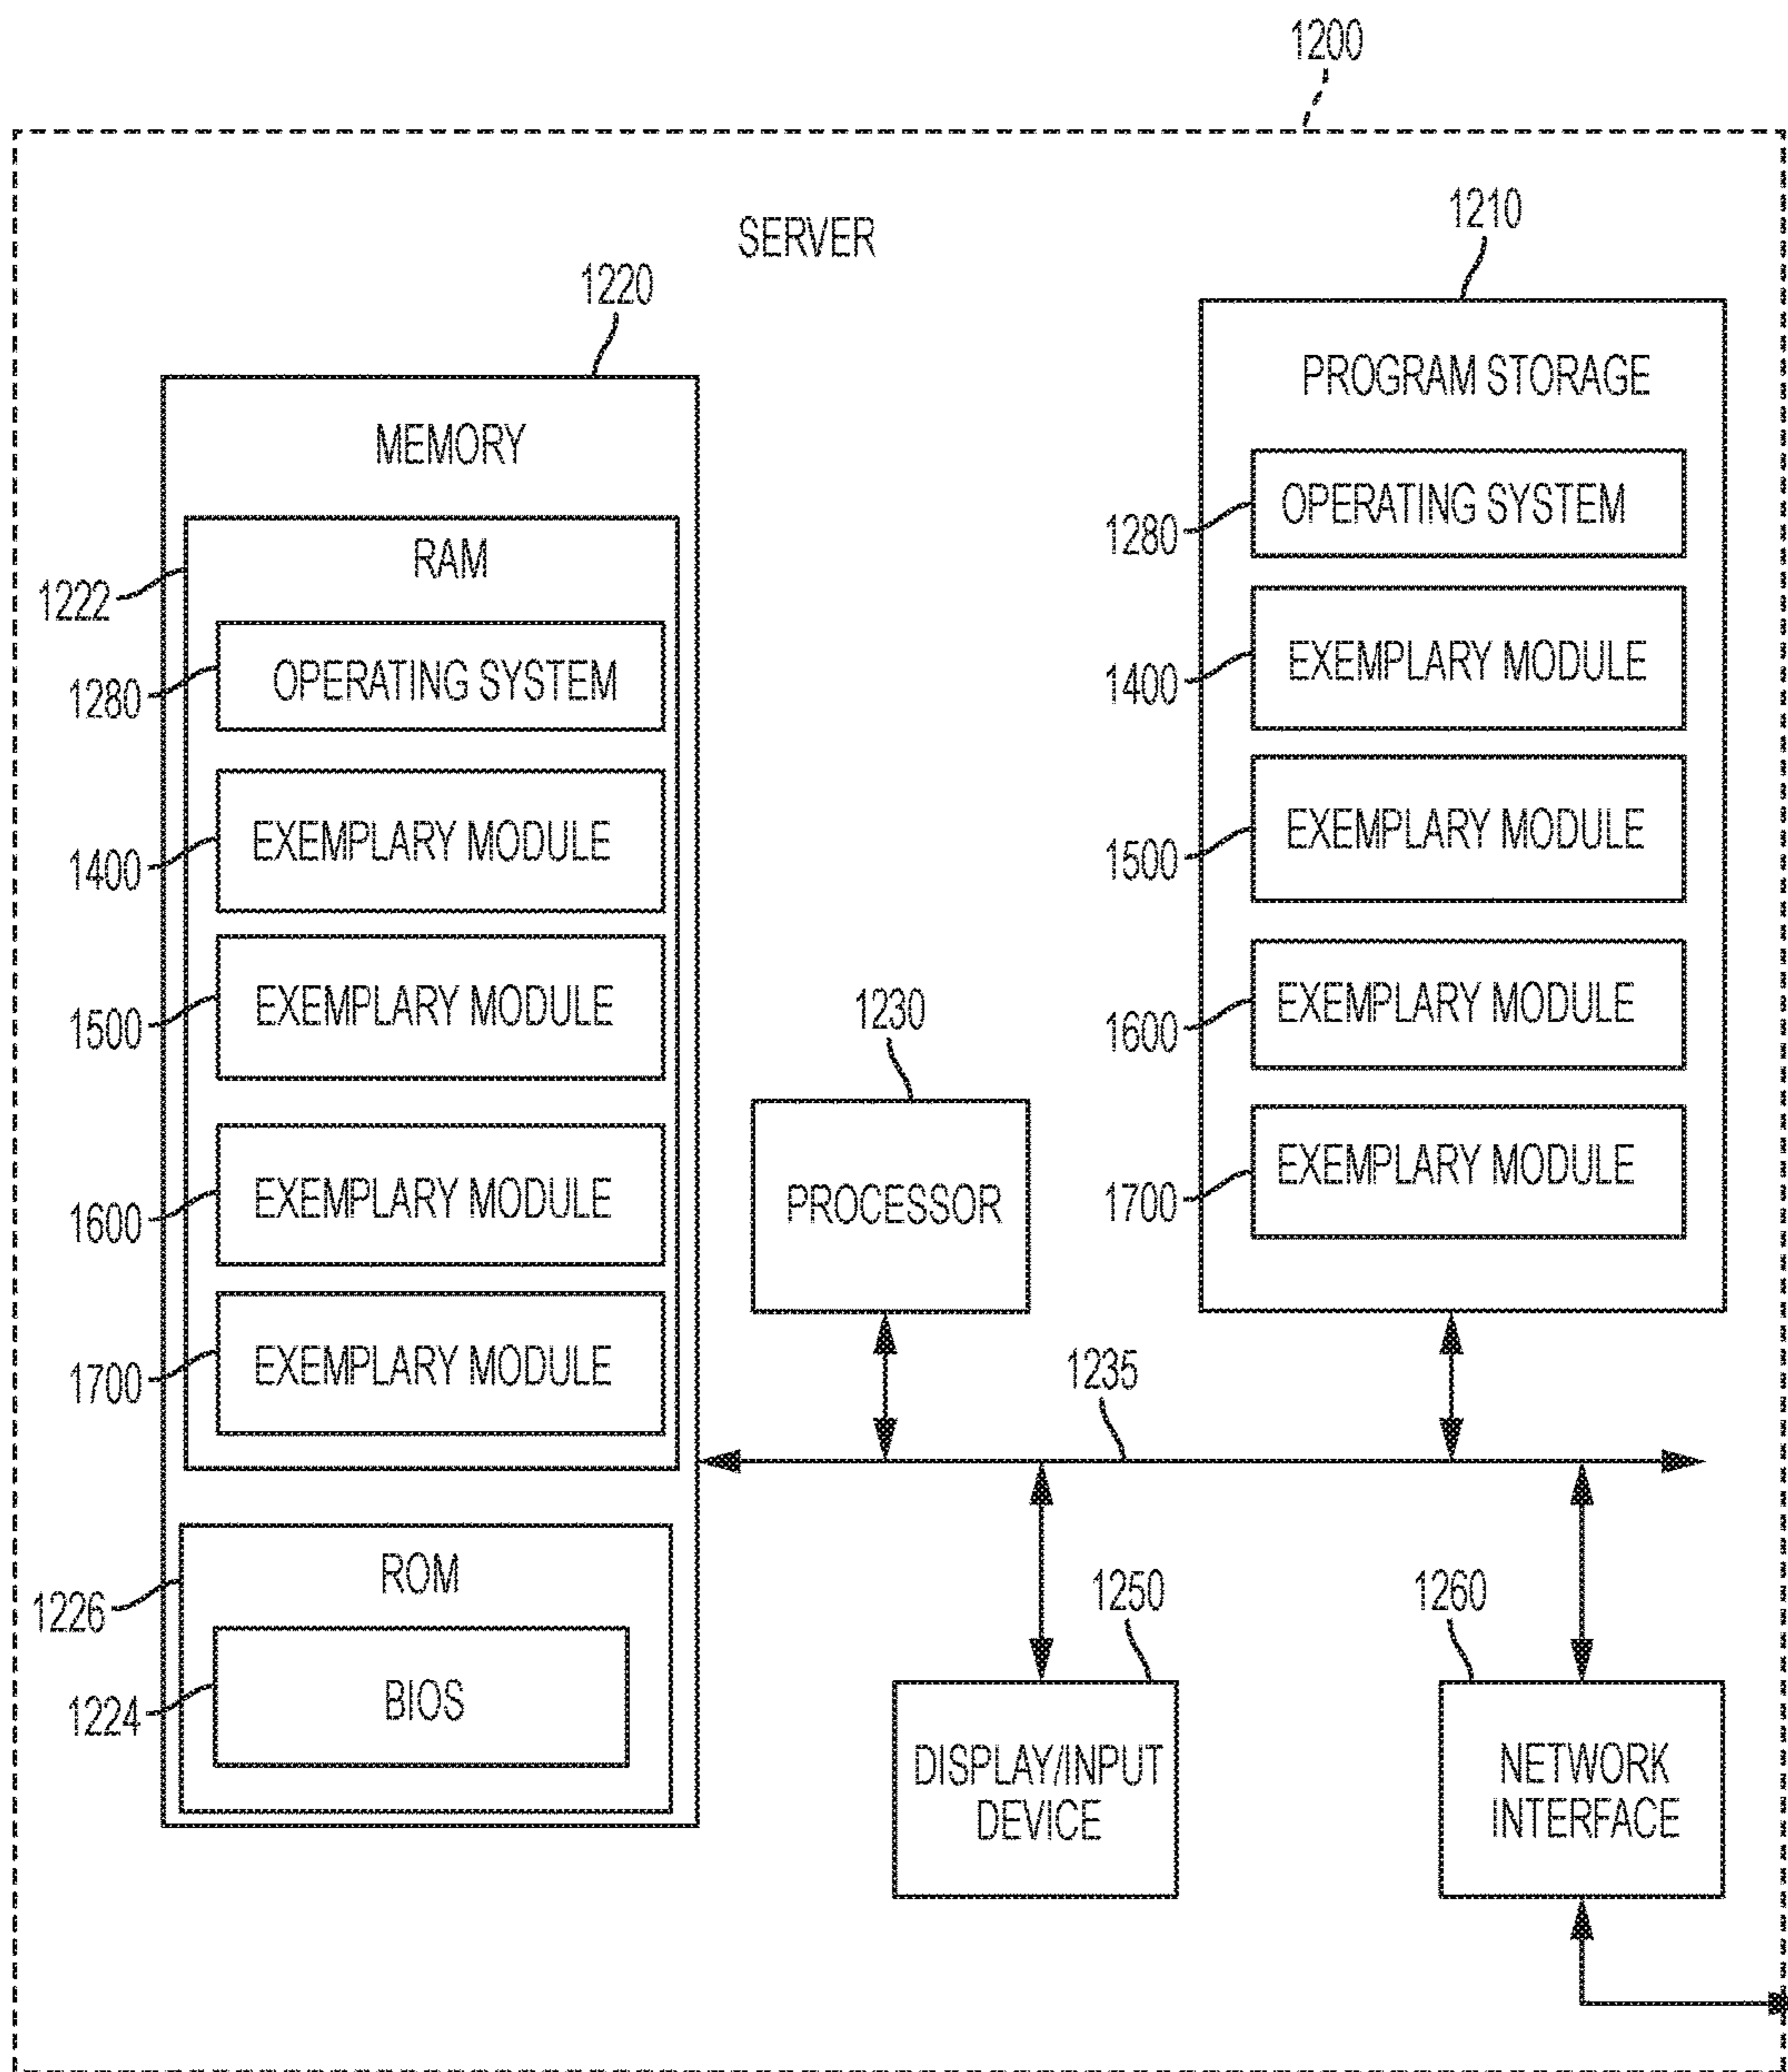 1200
SERVER
1220
MEMORY
RAM
1222
OPERATING SYSTEM
1280
EXEMPLARY MODULE
1400
EXEMPLARY MODULE
1500
EXEMPLARY MODULE
1600
EXEMPLARY MODULE
1700
ROM
1226
BIOS
1224
1210
PROGRAM STORAGE
OPERATING SYSTEM
1280
EXEMPLARY MODULE
1400
EXEMPLARY MODULE
1500
EXEMPLARY MODULE
1600
EXEMPLARY MODULE
1700
1230
PROCESSOR
1235
1250
DISPLAY/INPUT
DEVICE
1260
NETWORK
INTERFACE